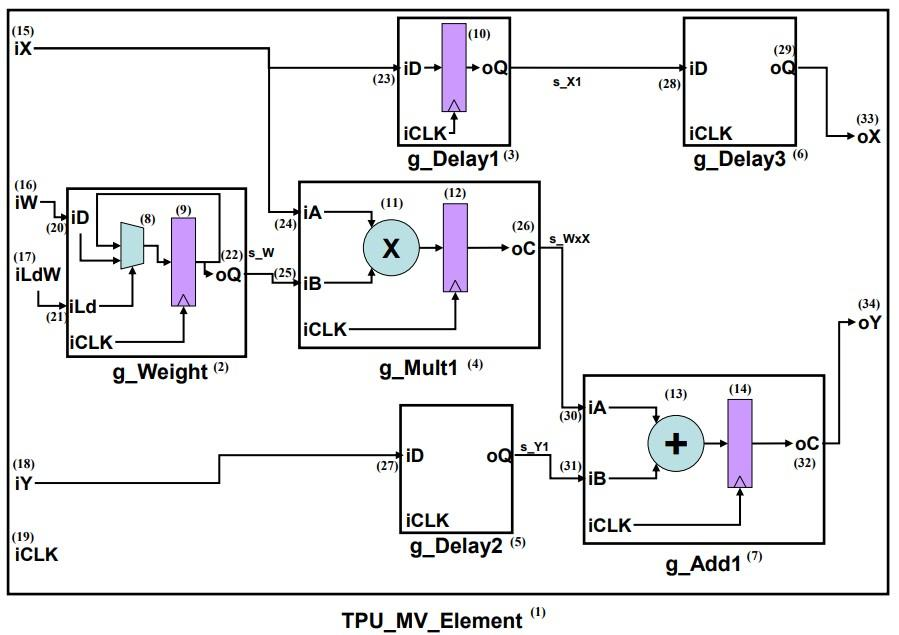 (15)
iX
(10)
(23)
iD
oQ
iCLK
g_Delay1 (3)
s_X1
(28)
iD
(29)
oQ
iCLK
g_Delay3 (6)
(33)
oX
(16)
iW
(20)
iD
(8)
(9)
(17)
iLdW
(21)
iLd
(22)
oQ
iCLK
g_Weight (2)
s_W
(24)
iA
(11)
X
(12)
(25)
iB
(26)
oC
iCLK
g_Mult1 (4)
s_WxX
(34)
oY
(18)
iY
(27)
iD
oQ
iCLK
g_Delay2 (5)
s_Y1
(30)
iA
(13)
+
(14)
(31)
iB
oC
(32)
iCLK
g_Add1 (7)
(19)
iCLK
TPU_MV_Element (1)